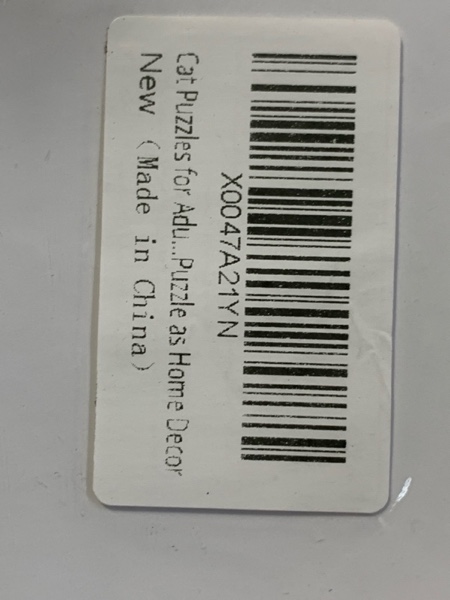 X0047A21YN
Cat Puzzles for Adu...Puzzle as Home Decor
New （Made in China）